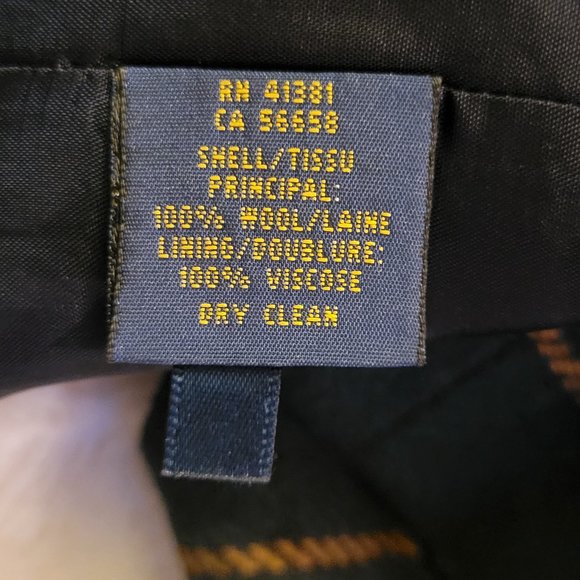 RN 41381
CA 56658
SHELL/TISSU
PRINCIPAL:
100% WOOL/LAINE
LINING/DOUBLURE:
100% VISCOSE
DRY CLEAN